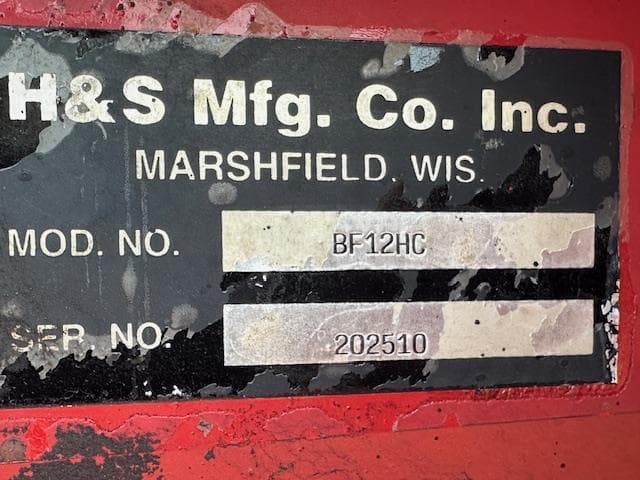 H&S Mfg. Co. Inc.
MARSHFIELD, WIS.
MOD. NO. BF12HC
SER. NO. 202510